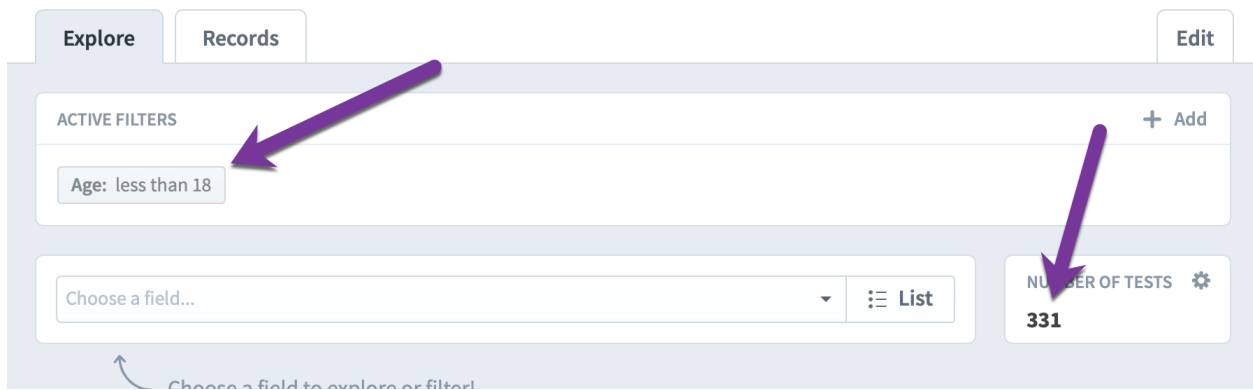 Explore Records Edit
ACTIVE FILTERS + Add
Age: less than 18
Choose a field... List
NUMBER OF TESTS
331
Choose a field to explore or filter!